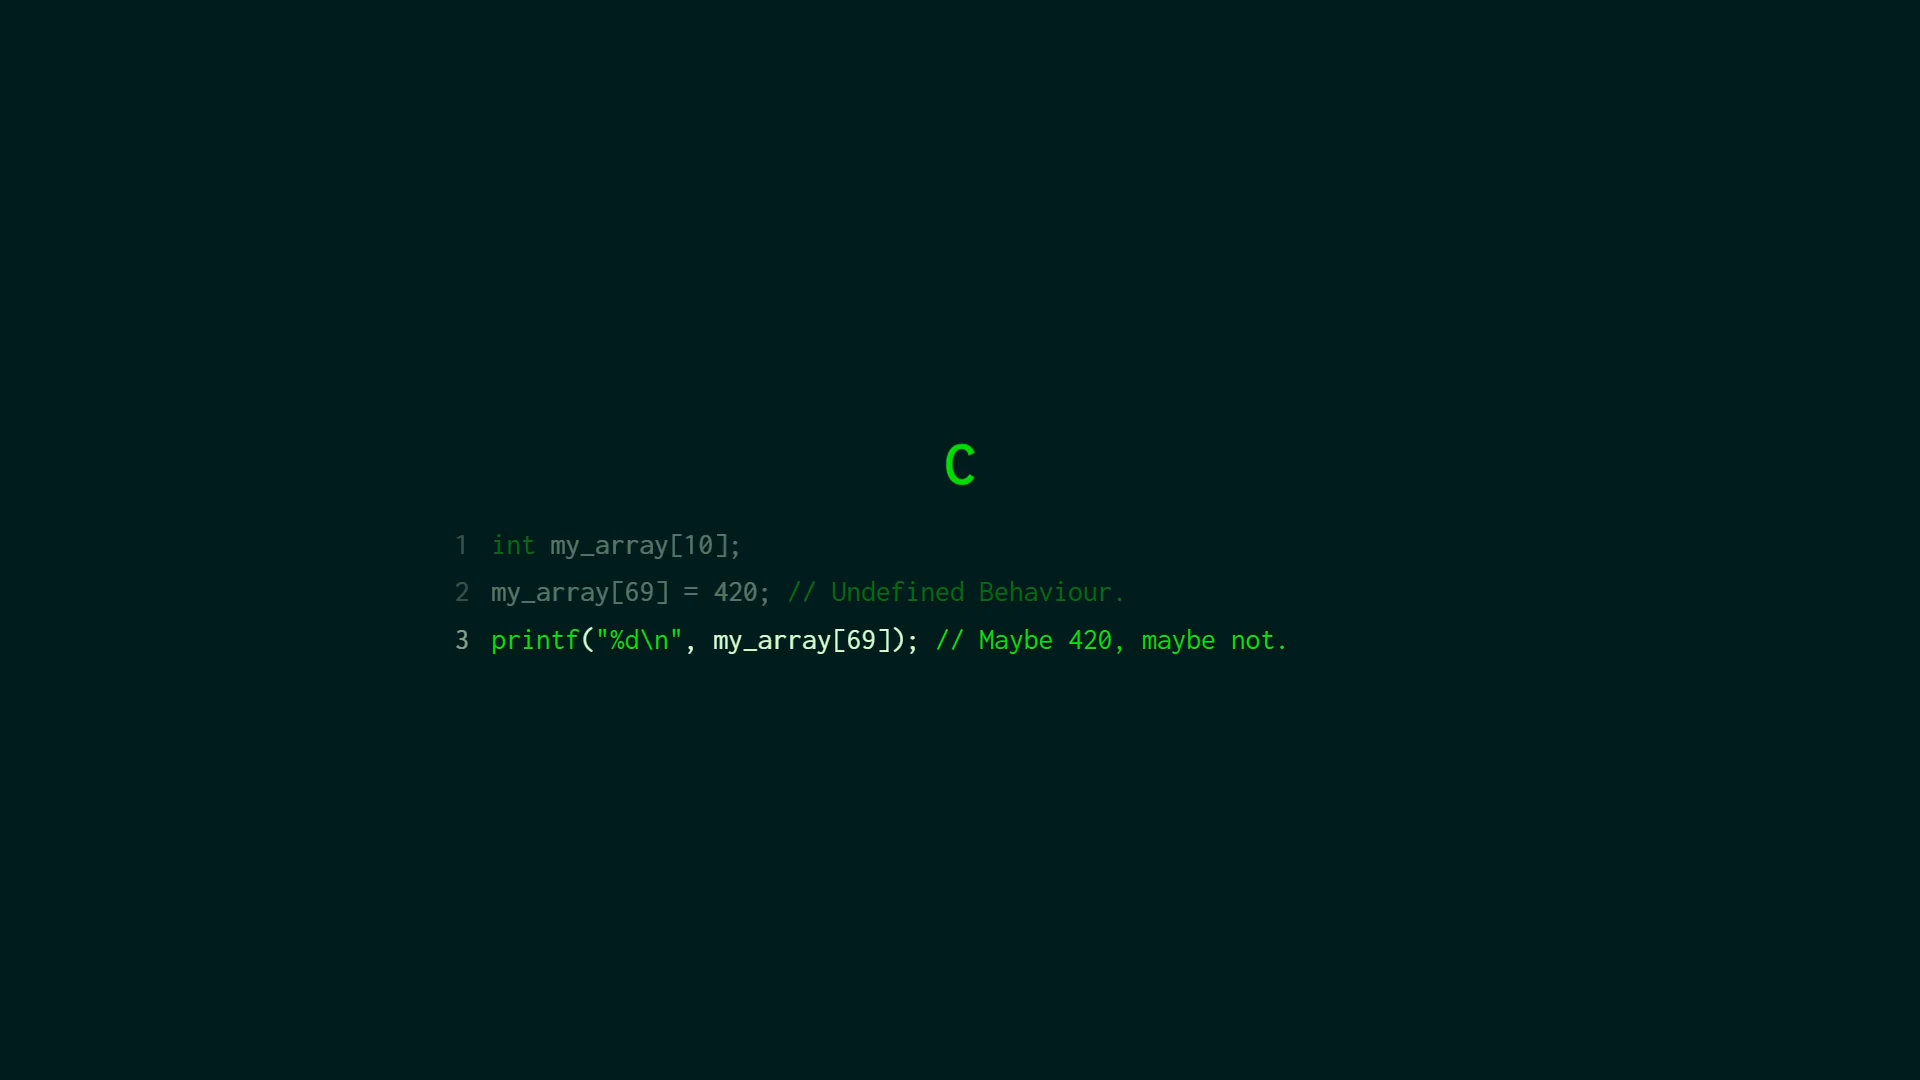 C
1 int my_array[10];
2 my_array[69] = 420; // Undefined Behaviour.
3 printf("%d\n", my_array[69]); // Maybe 420, maybe not.